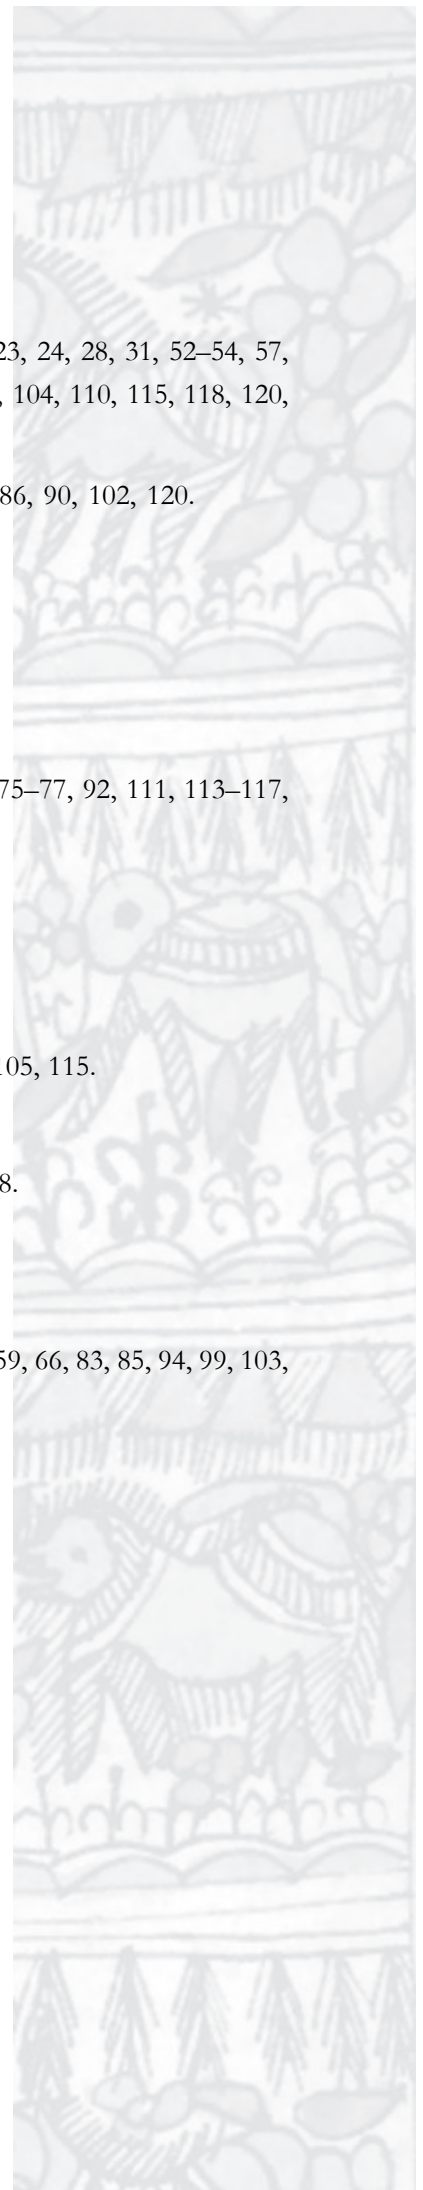 23, 24, 28, 31, 52–54, 57,
, 104, 110, 115, 118, 120,
86, 90, 102, 120.
75–77, 92, 111, 113–117,
105, 115.
8.
59, 66, 83, 85, 94, 99, 103,